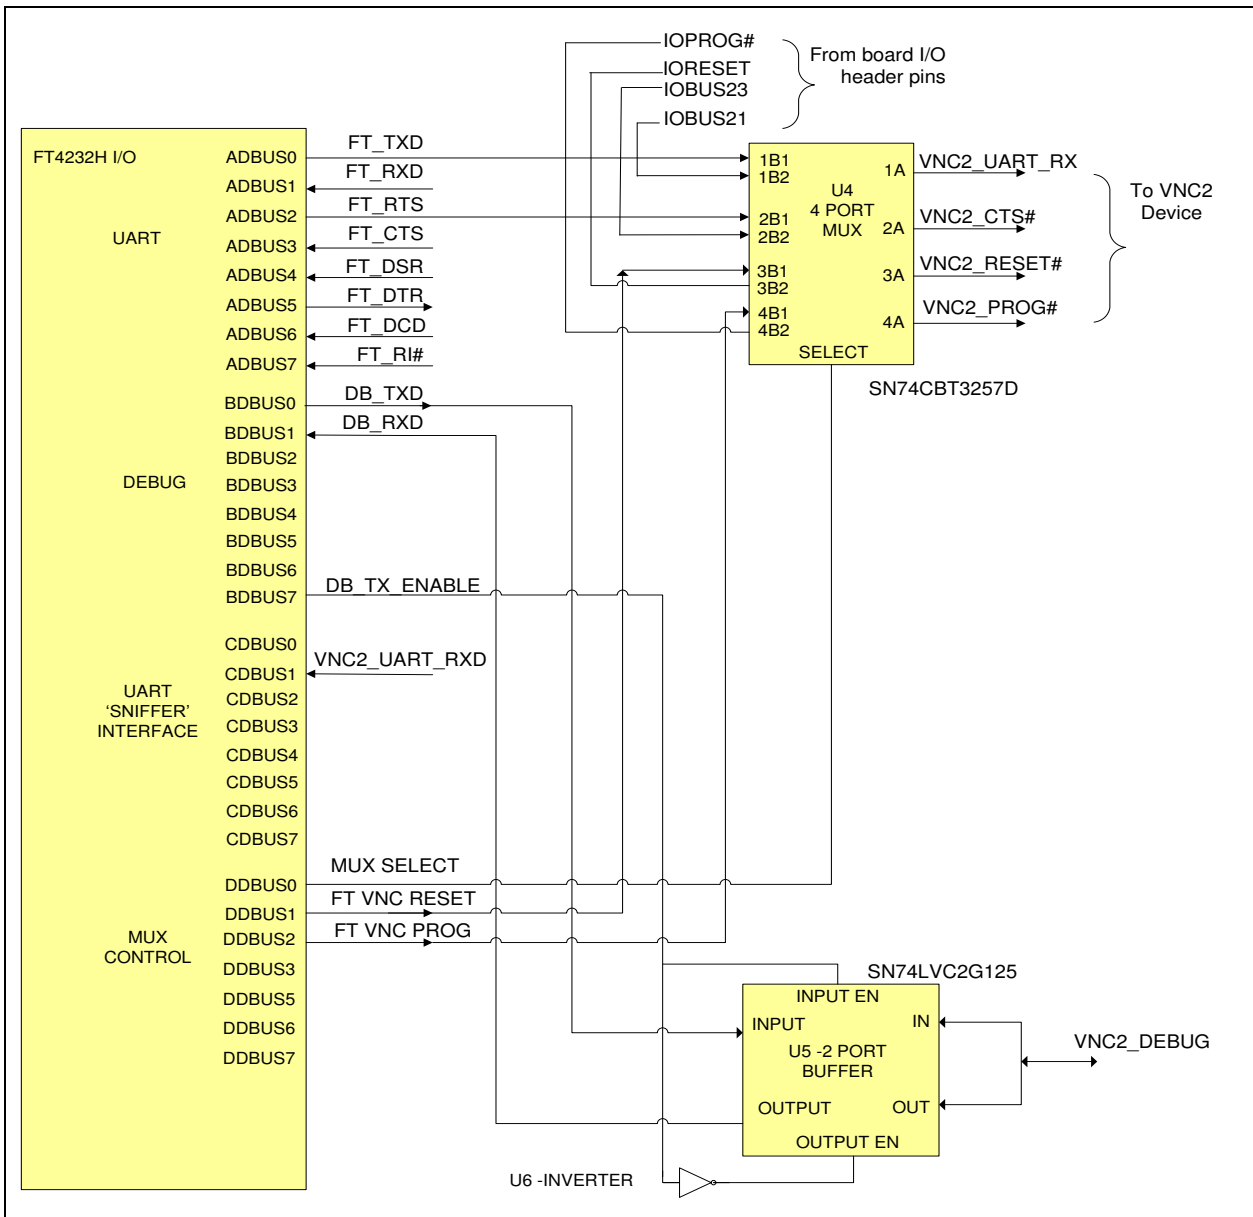 IOPROG#
IORESET
IOBUS23
IOBUS21
From board I/O
header pins
FT4232H I/O
UART
DEBUG
UART
‘SNIFFER’
INTERFACE
MUX
CONTROL
ADBUS0
ADBUS1
ADBUS2
ADBUS3
ADBUS4
ADBUS5
ADBUS6
ADBUS7
BDBUS0
BDBUS1
BDBUS2
BDBUS3
BDBUS4
BDBUS5
BDBUS6
BDBUS7
CDBUS0
CDBUS1
CDBUS2
CDBUS3
CDBUS4
CDBUS5
CDBUS6
CDBUS7
DDBUS0
DDBUS1
DDBUS2
DDBUS3
DDBUS5
DDBUS6
DDBUS7
FT_TXD
FT_RXD
FT_RTS
FT_CTS
FT_DSR
FT_DTR
FT_DCD
FT_RI#
DB_TXD
DB_RXD
DB_TX_ENABLE
VNC2_UART_RXD
MUX SELECT
FT VNC RESET
FT VNC PROG
1B1
1B2
2B1
2B2
3B1
3B2
4B1
4B2
U4
4 PORT
MUX
1A
2A
3A
4A
SELECT
SN74CBT3257D
VNC2_UART_RX
VNC2_CTS#
VNC2_RESET#
VNC2_PROG#
To VNC2
Device
SN74LVC2G125
INPUT EN
INPUT
IN
U5 -2 PORT
BUFFER
OUTPUT
OUT
OUTPUT EN
VNC2_DEBUG
U6 -INVERTER